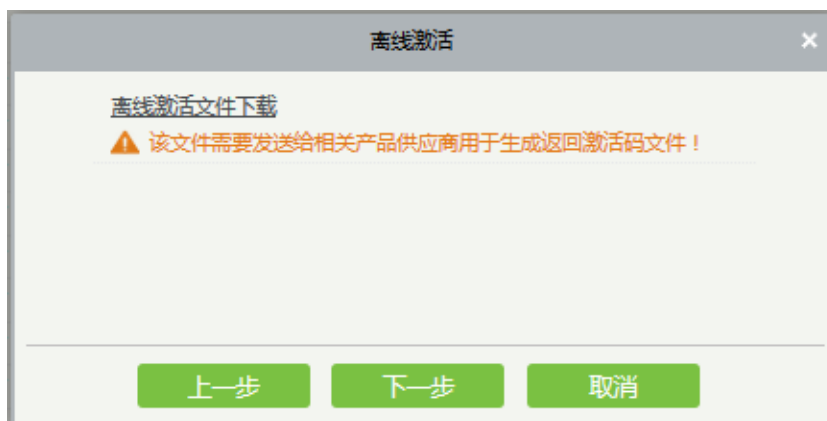 离线激活
×
离线激活文件下载
该文件需要发送给相关产品供应商用于生成返回激活码文件！
上一步 下一步 取消